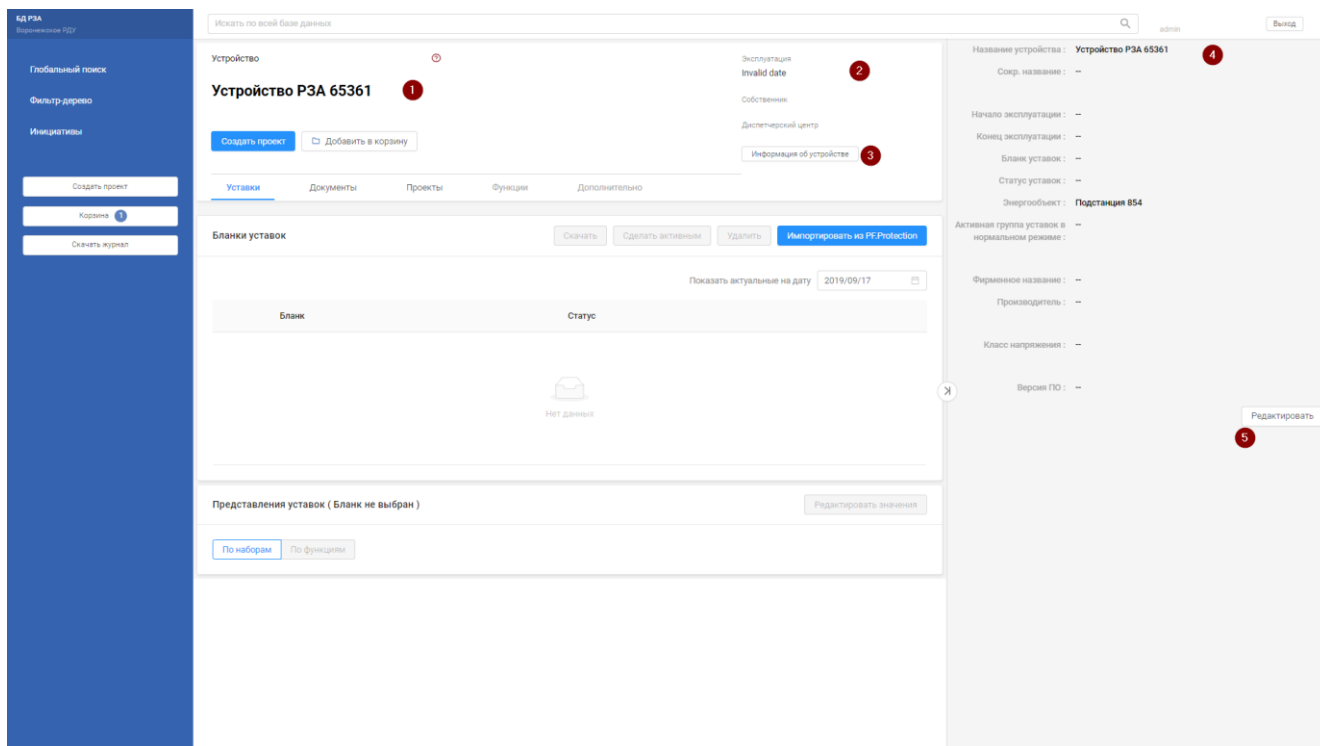 БД РЗА
Воронежское РДУ
Искать по всей базе данных
admin
Выход
Глобальный поиск
Фильтр-дерево
Инициативы
Создать проект
Корзина 1
Скачать журнал
Устройство
Устройство РЗА 65361
1
Создать проект
Добавить в корзину
Эксплуатация
Invalid date
2
Собственник
Диспетчерский центр
Информация об устройстве
3
Уставки Документы Проекты Функции Дополнительно
Бланки уставок
Скачать Сделать активным Удалить Импортировать из PF.Protection
Показать актуальные на дату 2019/09/17
Бланк Статус
Нет данных
Представления уставок ( Бланк не выбран )
Редактировать значения
По наборам По функциям
Название устройства : Устройство РЗА 65361
4
Сокр. название : --
Начало эксплуатации : --
Конец эксплуатации : --
Бланк уставок : --
Статус уставок : --
Энергообъект : Подстанция 854
Активная группа уставок в --
нормальном режиме :
Фирменное название : --
Производитель : --
Класс напряжения : --
Версия ПО : --
Редактировать
5